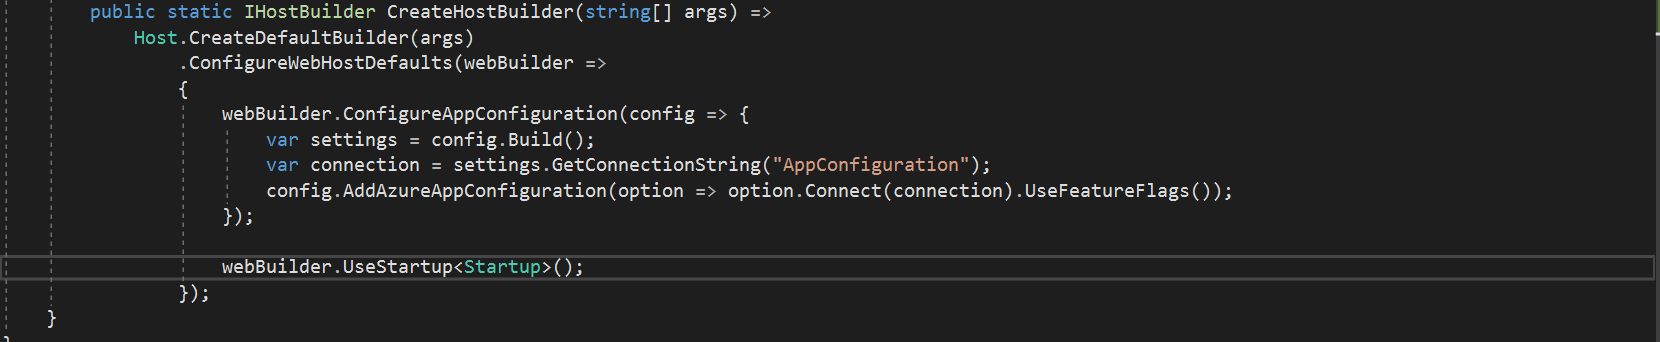 public static IHostBuilder CreateHostBuilder(string[] args) =>
Host.CreateDefaultBuilder(args)
.ConfigureWebHostDefaults(webBuilder =>
{
webBuilder.ConfigureAppConfiguration(config => {
var settings = config.Build();
var connection = settings.GetConnectionString("AppConfiguration");
config.AddAzureAppConfiguration(option => option.Connect(connection).UseFeatureFlags());
});
webBuilder.UseStartup<Startup>();
});
}